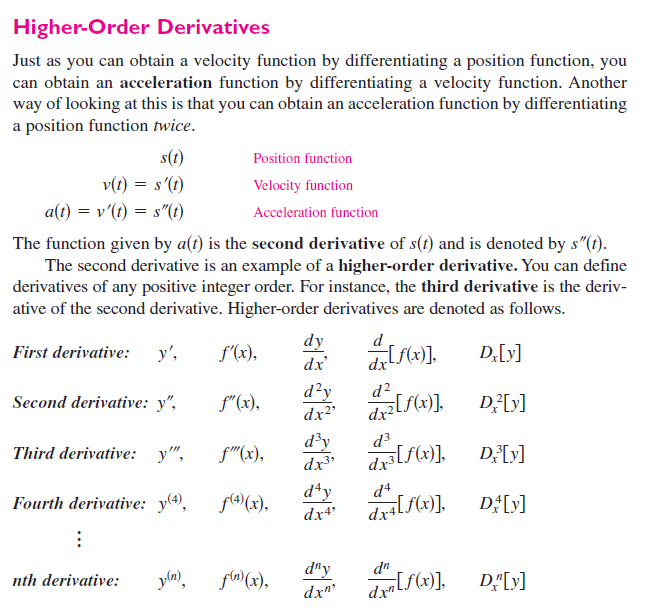 Higher-Order Derivatives
Just as you can obtain a velocity function by differentiating a position function, you
can obtain an acceleration function by differentiating a velocity function. Another
way of looking at this is that you can obtain an acceleration function by differentiating
a position function twice.
s(t) Position function
v(t) = s′(t) Velocity function
a(t) = v′(t) = s″(t) Acceleration function
The function given by a(t) is the second derivative of s(t) and is denoted by s″(t).
The second derivative is an example of a higher-order derivative. You can define
derivatives of any positive integer order. For instance, the third derivative is the deriv-
ative of the second derivative. Higher-order derivatives are denoted as follows.
First derivative: y′, f′(x), dy/dx, d/dx[f(x)], Dₓ[y]
Second derivative: y″, f″(x), d²y/dx², d²/dx²[f(x)], Dₓ²[y]
Third derivative: y‴, f‴(x), d³y/dx³, d³/dx³[f(x)], Dₓ³[y]
Fourth derivative: y⁽⁴⁾, f⁽⁴⁾(x), d⁴y/dx⁴, d⁴/dx⁴[f(x)], Dₓ⁴[y]
⋮
nth derivative: y⁽ⁿ⁾, f⁽ⁿ⁾(x), dⁿy/dxⁿ, dⁿ/dxⁿ[f(x)], Dₓⁿ[y]